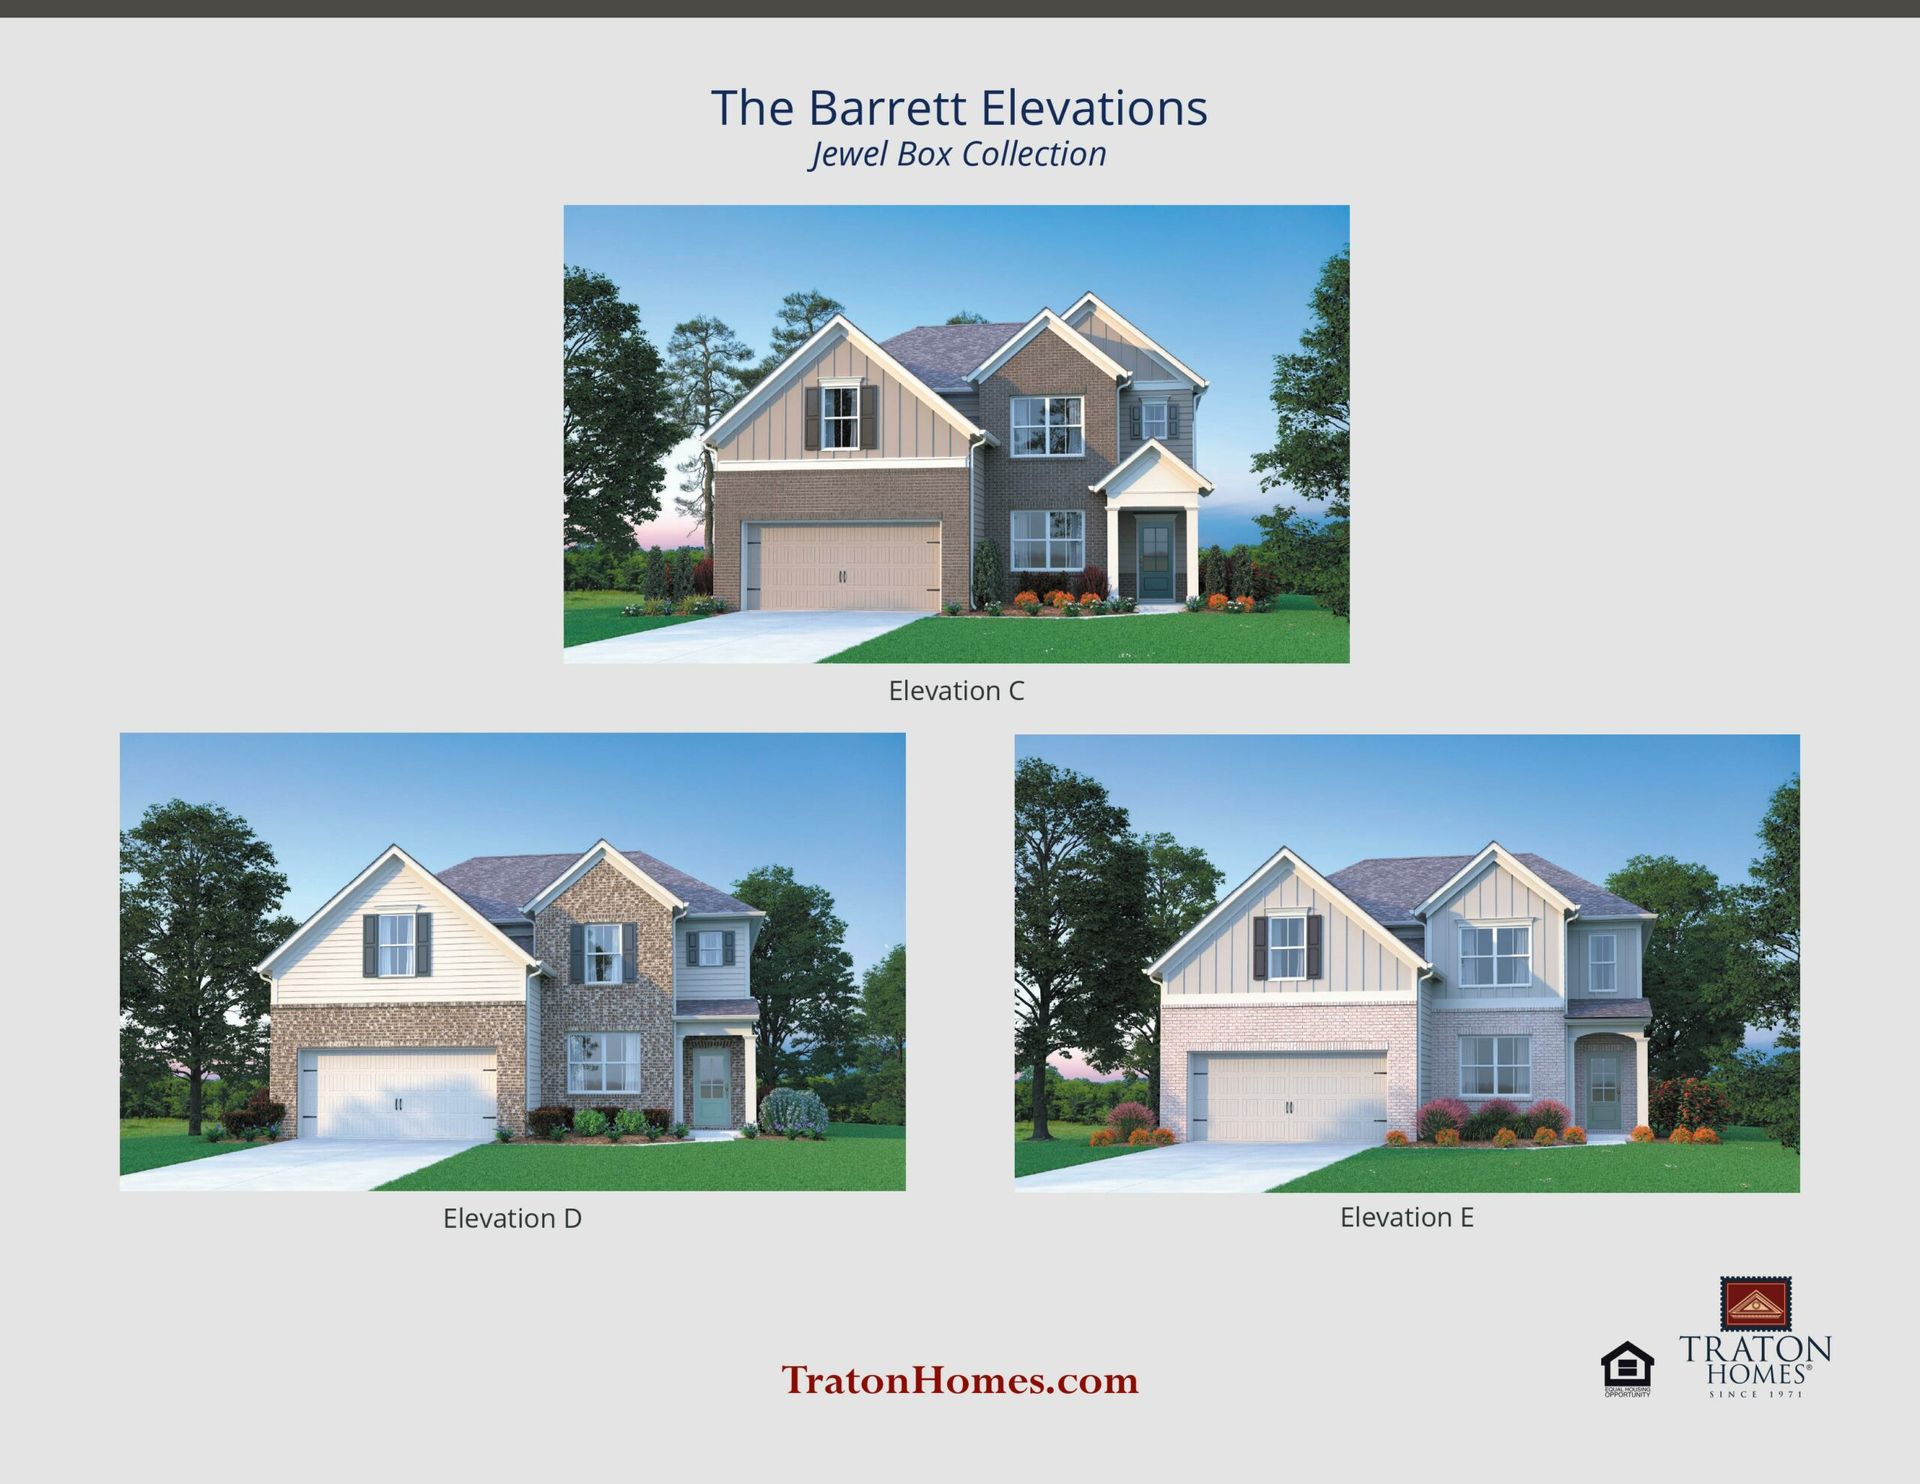 The Barrett Elevations
Jewel Box Collection
Elevation C
Elevation D
Elevation E
TratonHomes.com
EQUAL HOUSING
OPPORTUNITY
TRATON
HOMES®
SINCE 1971